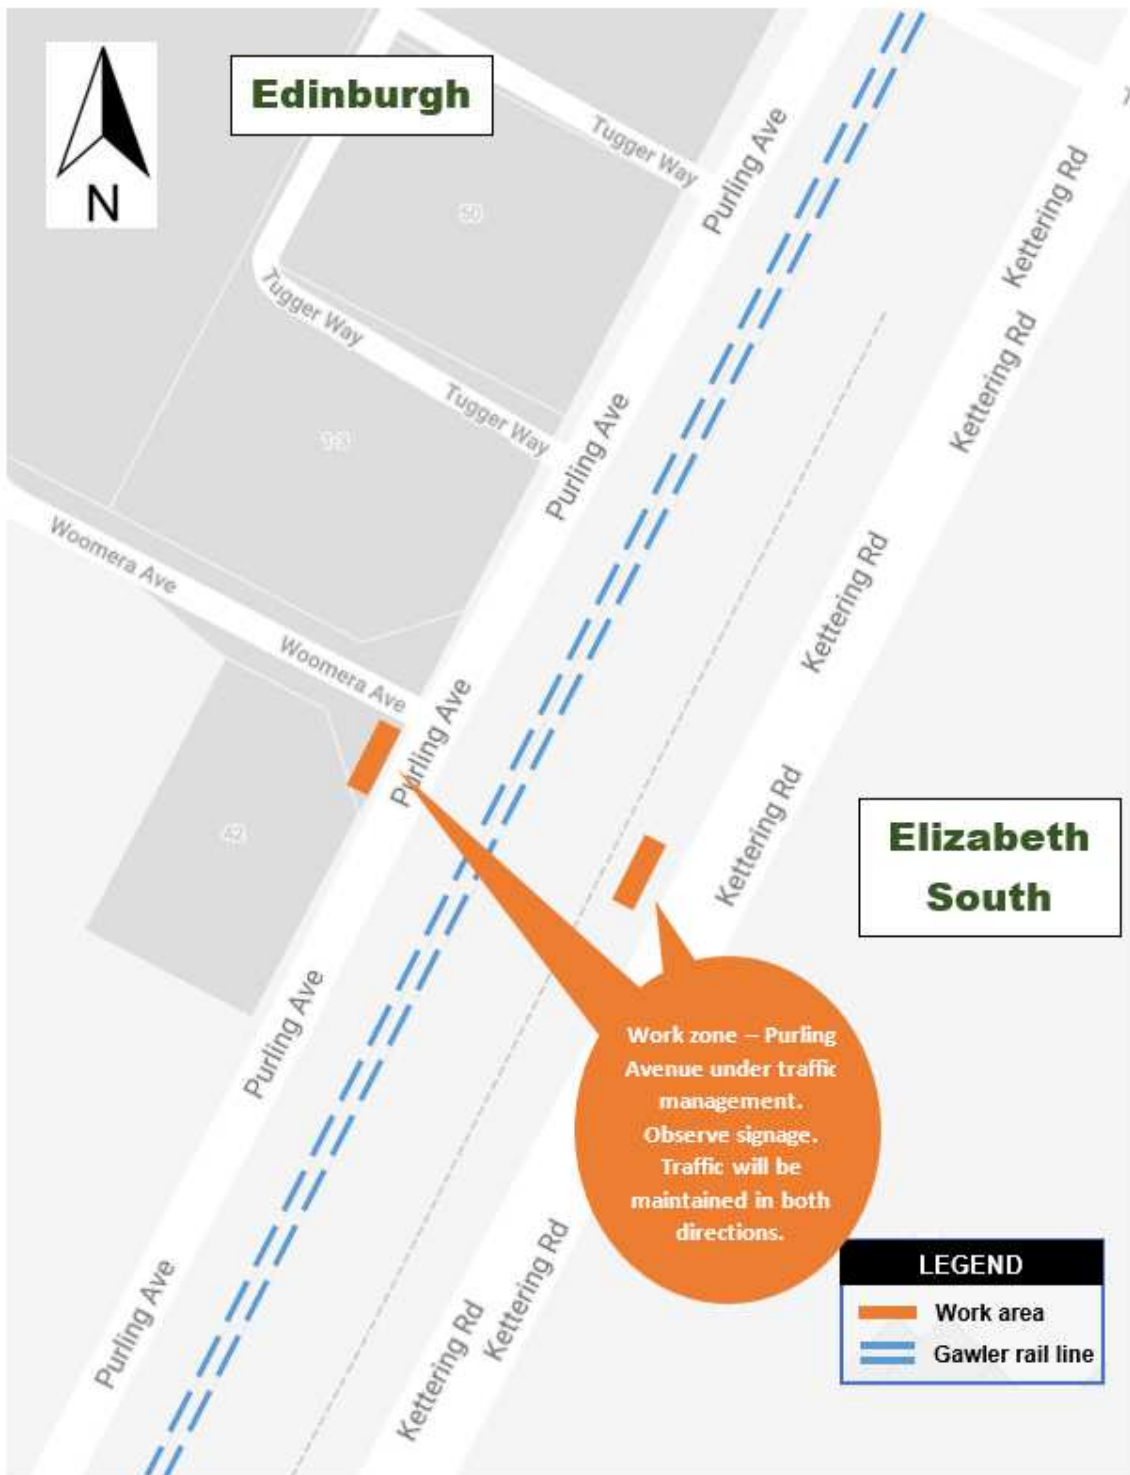 Edinburgh
N
Tugger Way
Purling Ave
Kettering Rd
50
Tugger Way
Kettering Rd
Tugger Way
Purling Ave
98
Woomera Ave
Kettering Rd
Woomera Ave
Purling Ave
Kettering Rd
42
Elizabeth
South
Purling Ave
Work zone – Purling
Avenue under traffic
management.
Observe signage.
Traffic will be
maintained in both
directions.
Kettering Rd
Purling Ave
Kettering Rd
LEGEND
Work area
Gawler rail line